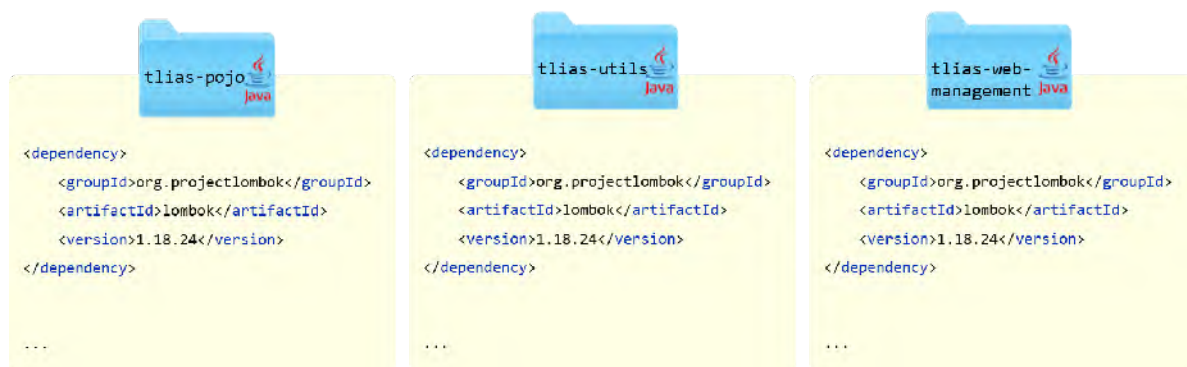 tlias-pojo
Java
<dependency>
<groupId>org.projectlombok</groupId>
<artifactId>lombok</artifactId>
<version>1.18.24</version>
</dependency>
...
tlias-utils
Java
<dependency>
<groupId>org.projectlombok</groupId>
<artifactId>lombok</artifactId>
<version>1.18.24</version>
</dependency>
...
tlias-web-
management Java
<dependency>
<groupId>org.projectlombok</groupId>
<artifactId>lombok</artifactId>
<version>1.18.24</version>
</dependency>
...